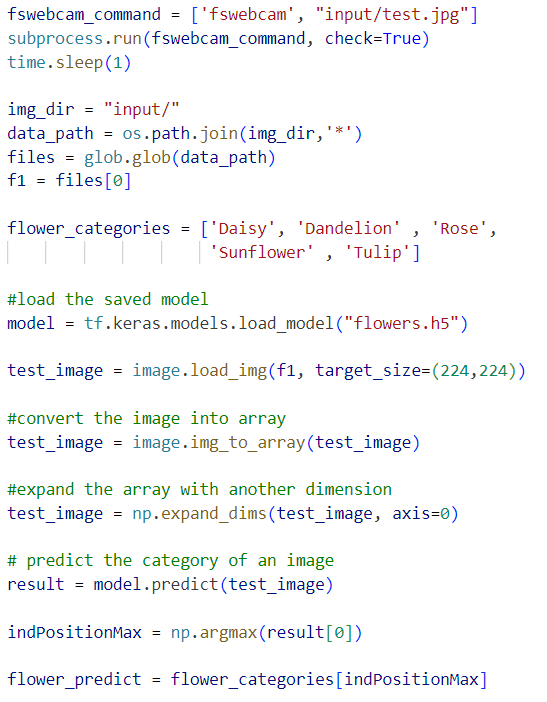 fswebcam_command = ['fswebcam', "input/test.jpg"]
subprocess.run(fswebcam_command, check=True)
time.sleep(1)
img_dir = "input/"
data_path = os.path.join(img_dir,'*')
files = glob.glob(data_path)
f1 = files[0]
flower_categories = ['Daisy', 'Dandelion' , 'Rose',
'Sunflower' , 'Tulip']
#load the saved model
model = tf.keras.models.load_model("flowers.h5")
test_image = image.load_img(f1, target_size=(224,224))
#convert the image into array
test_image = image.img_to_array(test_image)
#expand the array with another dimension
test_image = np.expand_dims(test_image, axis=0)
# predict the category of an image
result = model.predict(test_image)
indPositionMax = np.argmax(result[0])
flower_predict = flower_categories[indPositionMax]